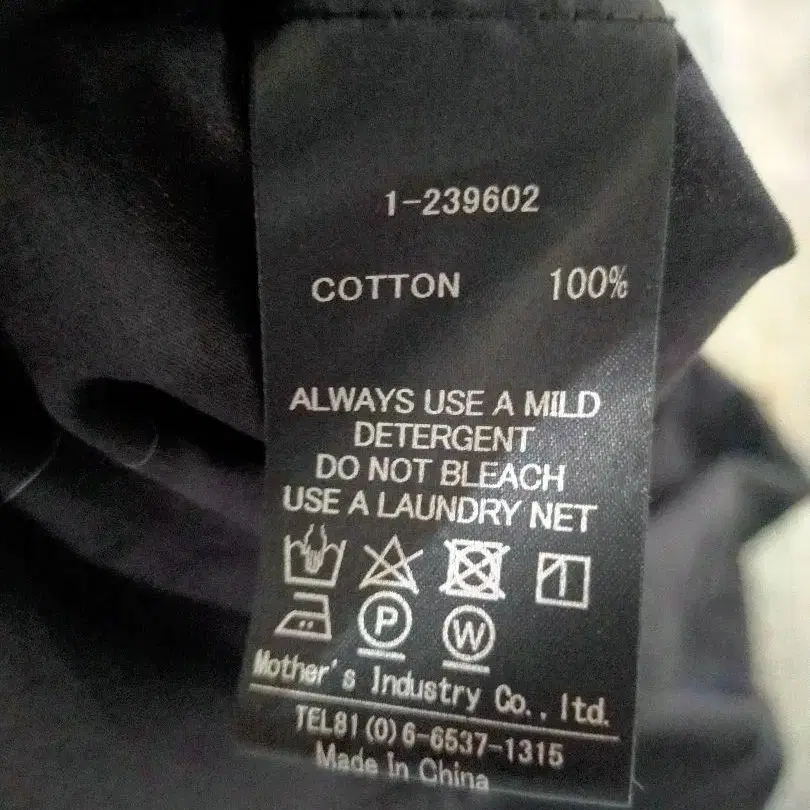 1-239602
COTTON 100%
ALWAYS USE A MILD
DETERGENT
DO NOT BLEACH
USE A LAUNDRY NET
P W
Mother's Industry Co., ltd.
TEL81(0)6-6537-1315
Made In China